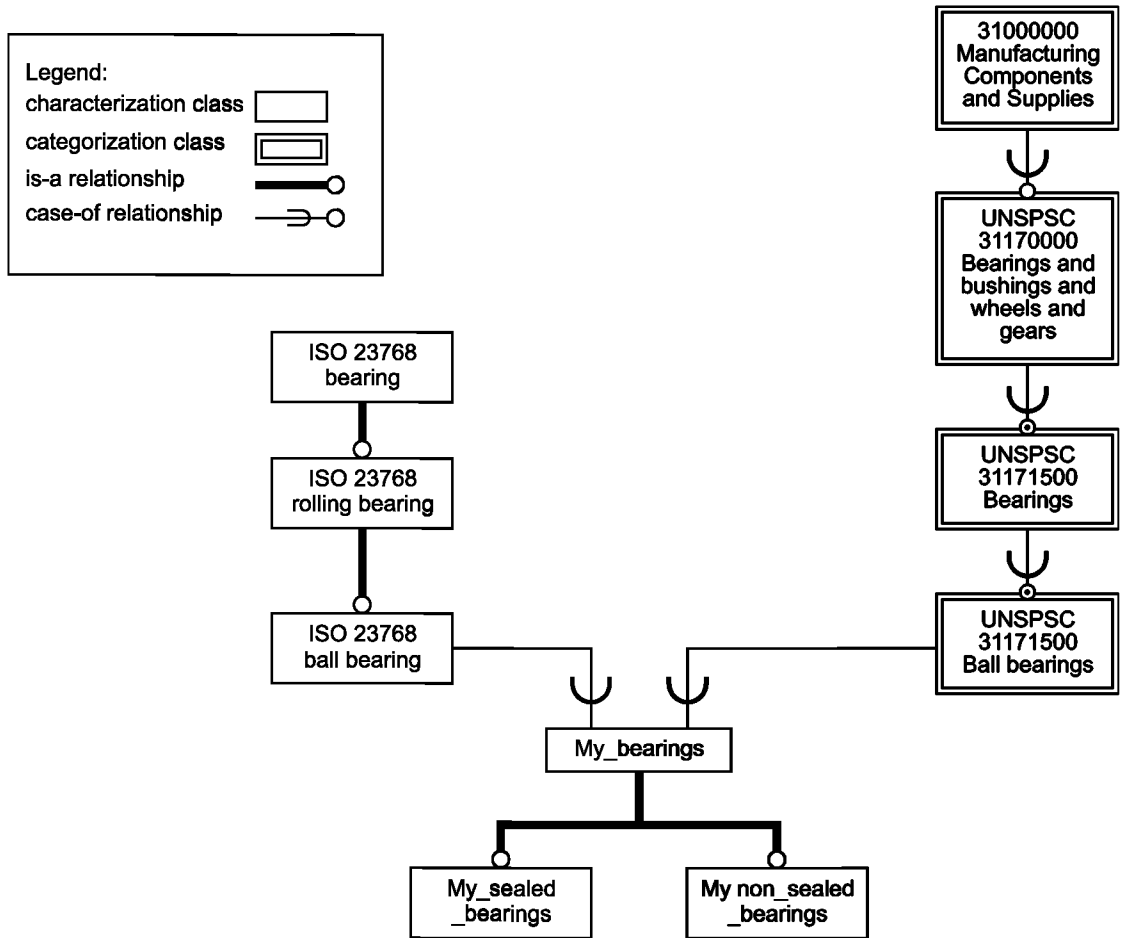 Legend:
characterization class
categorization class
is-a relationship
case-of relationship
31000000
Manufacturing
Components
and Supplies
UNSPSC
31170000
Bearings and
bushings and
wheels and
gears
ISO 23768
bearing
ISO 23768
rolling bearing
UNSPSC
31171500
Bearings
ISO 23768
ball bearing
UNSPSC
31171500
Ball bearings
My_bearings
My_sealed
_bearings
My non_sealed
_bearings